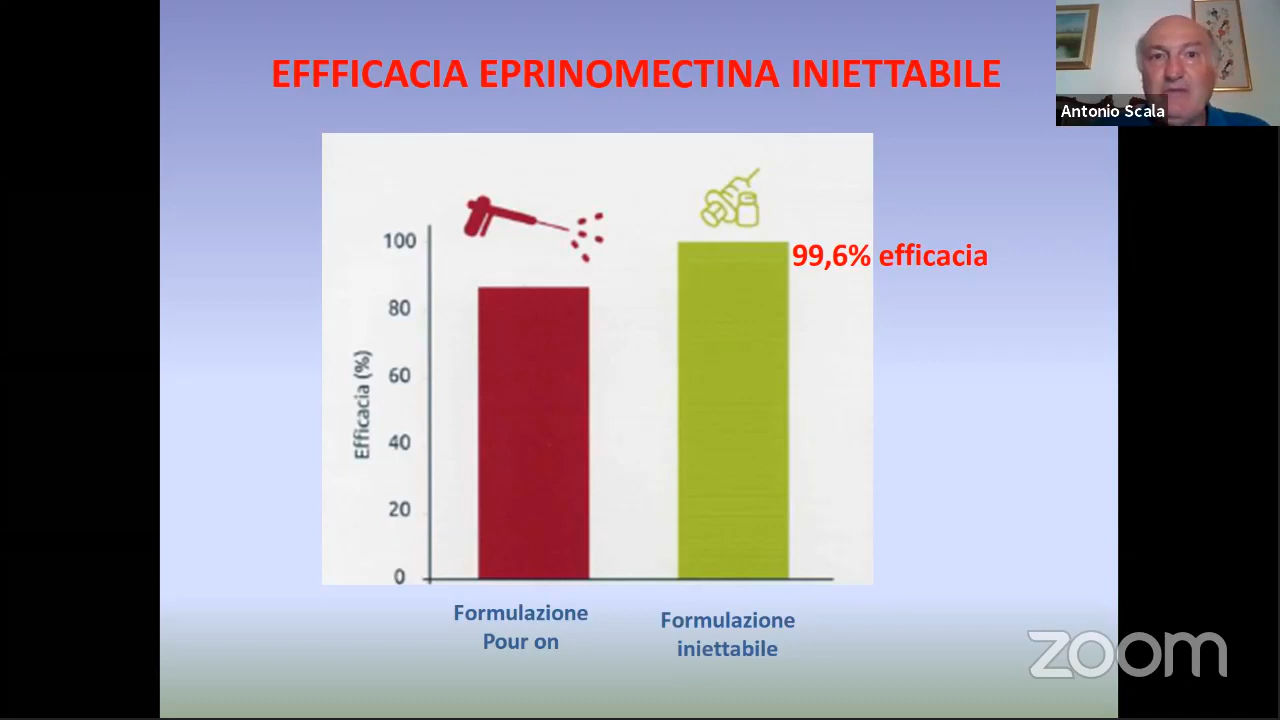 EFFFICACIA EPRINOMECTINA INIETTABILE
Antonio Scala
99,6% efficacia
Efficacia (%)
100
80
60
40
20
0
Formulazione
Pour on
Formulazione
iniettabile
zoom